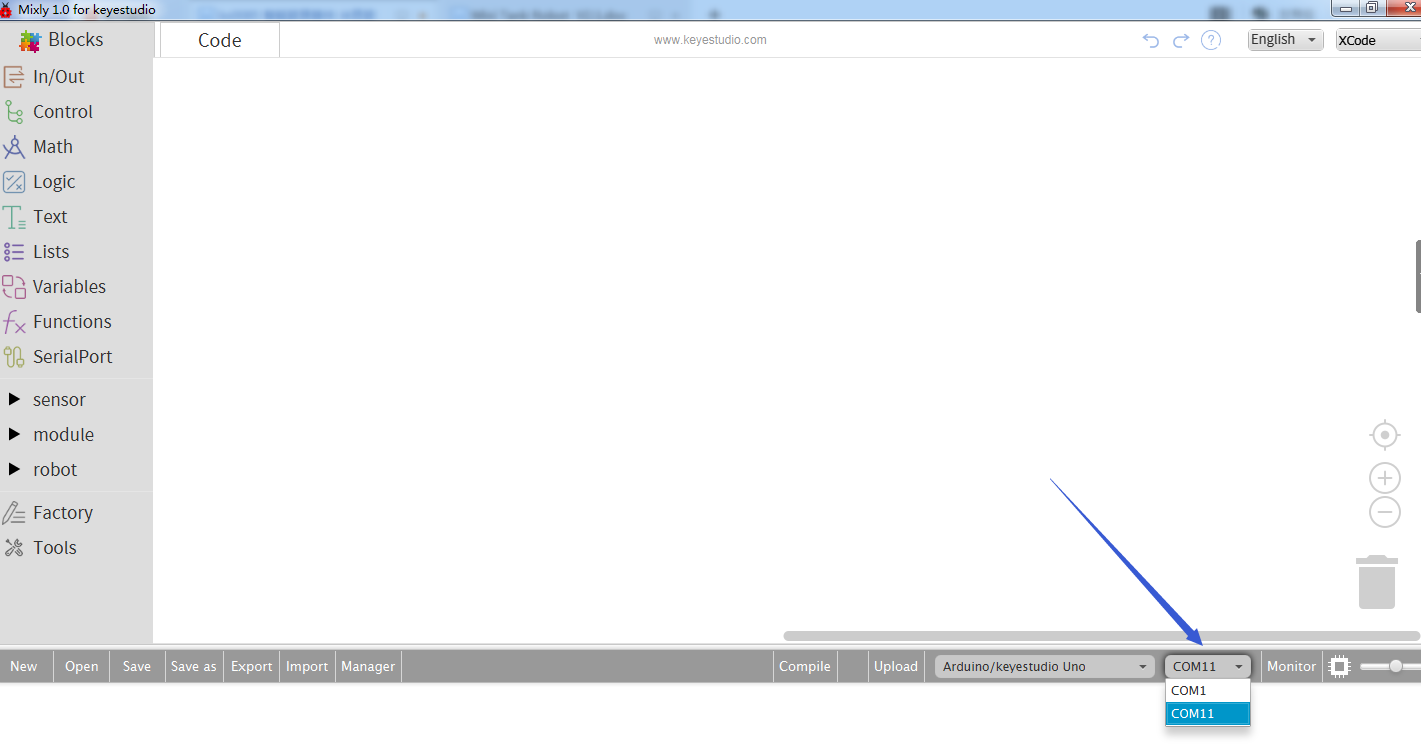 Mixly 1.0 for keyestudio
Blocks
Code
www.keyestudio.com
?
English
XCode
In/Out
Control
Math
Logic
Text
Lists
Variables
Functions
SerialPort
sensor
module
robot
Factory
Tools
New Open Save Save as Export Import Manager Compile Upload Arduino/keyestudio Uno COM11 Monitor
COM1
COM11